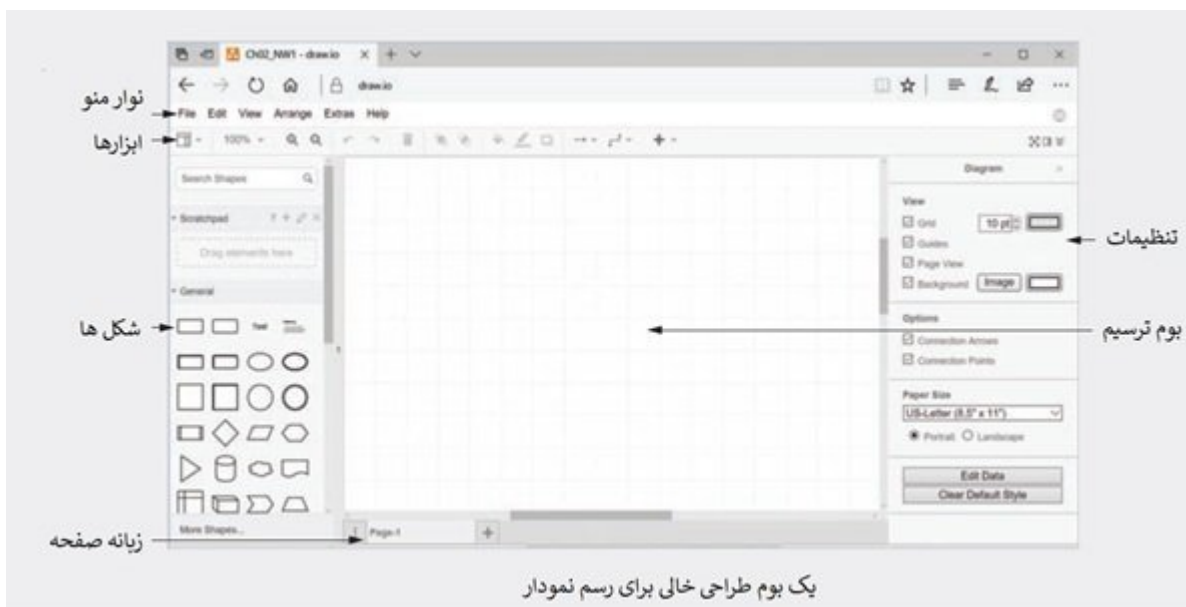 Ch02_NW1 - draw.io
draw.io
نوار منو
File Edit View Arrange Extras Help
ابزارها
100%
Search Shapes
Diagram
Scratchpad
Drag elements here
General
View
Grid 10 pt
Guides
Page View
Background Image
تنظیمات
شکل ها
Text
بوم ترسیم
Options
Connection Arrows
Connection Points
Paper Size
US-Letter (8,5" x 11")
Portrait Landscape
Edit Data
Clear Default Style
More Shapes...
Page-1
زبانه صفحه
یک بوم طراحی خالی برای رسم نمودار